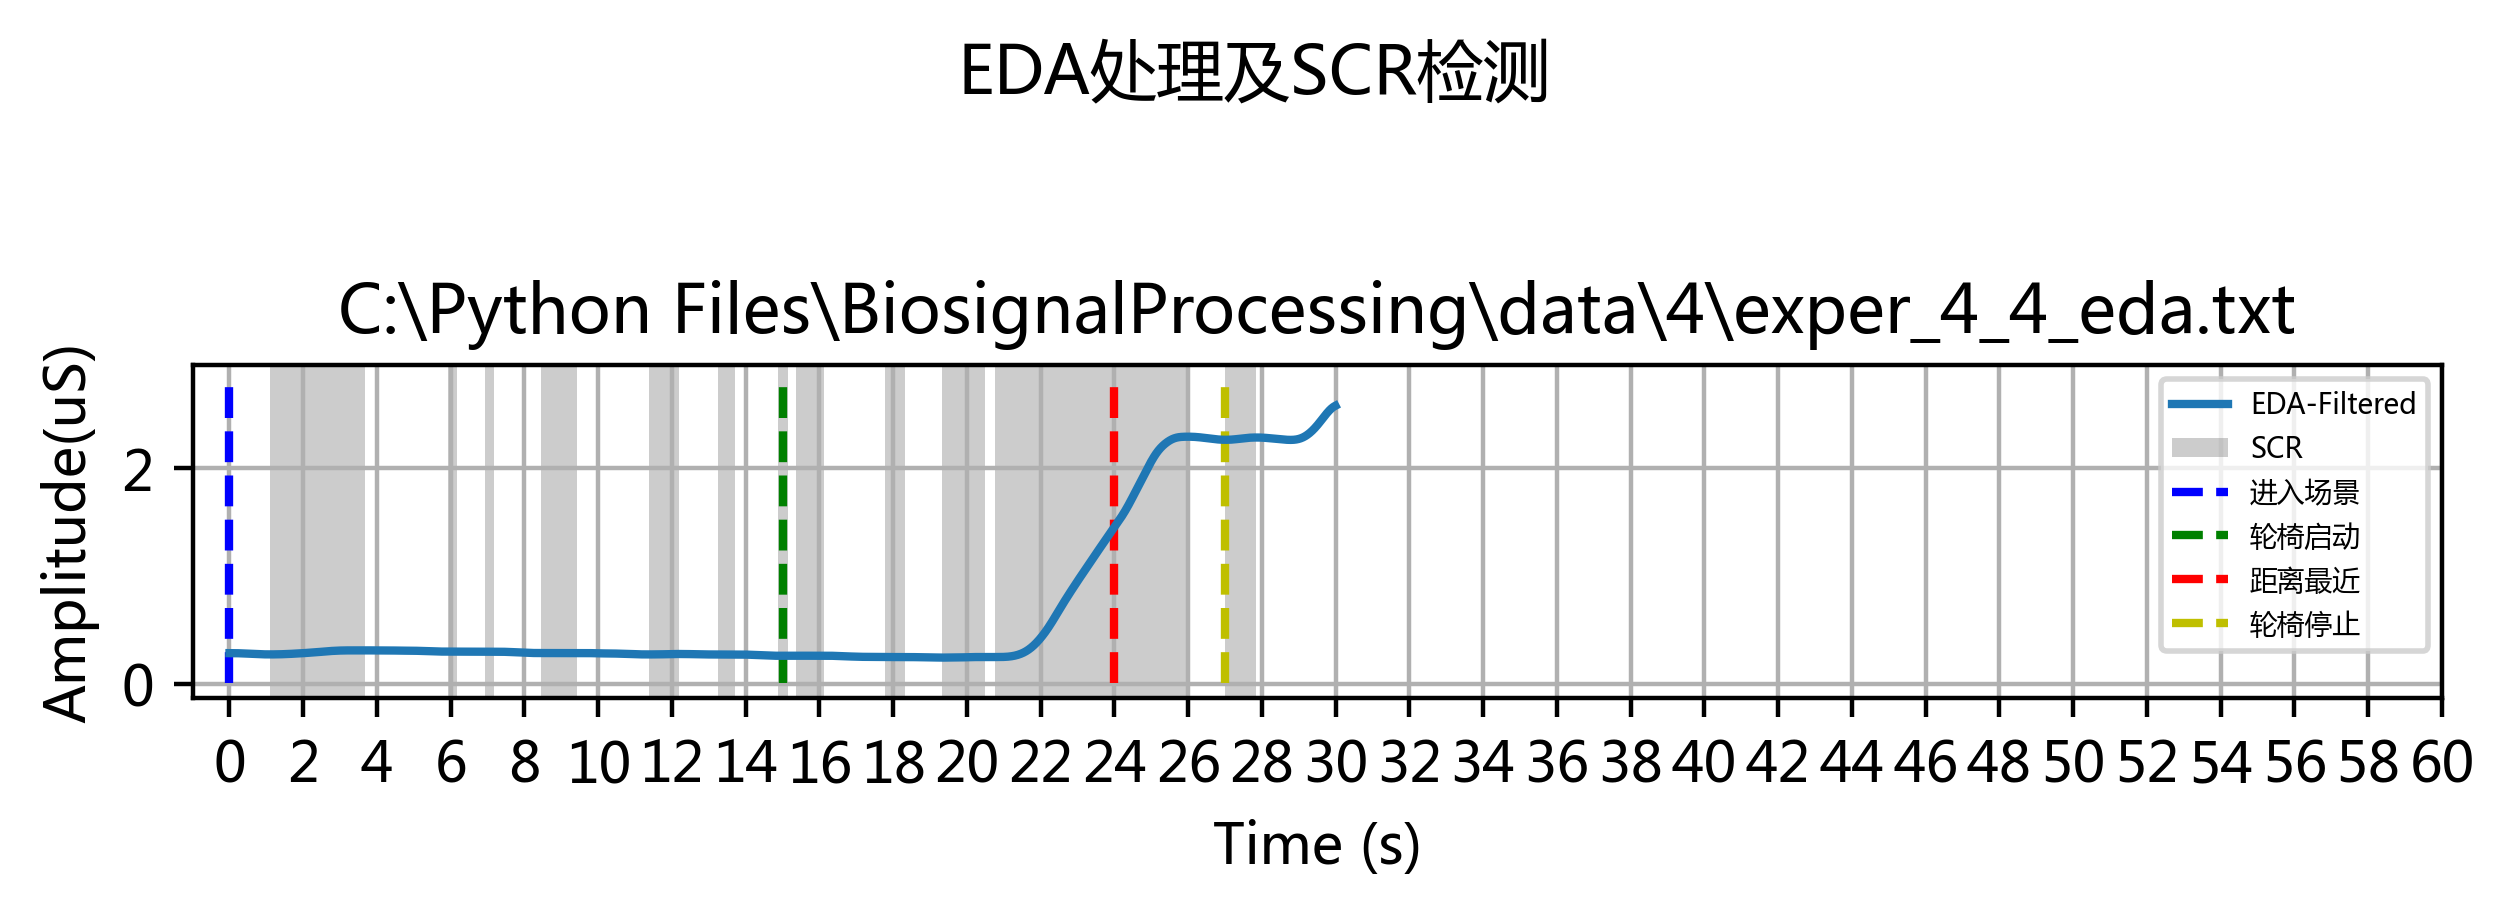 EDA处理及SCR检测
C:\Python Files\BiosignalProcessing\data\4\exper_4_4_eda.txt
Amplitude(uS)
2
0
EDA-Filtered
SCR
进入场景
轮椅启动
距离最近
轮椅停止
0 2 4 6 8 10 12 14 16 18 20 22 24 26 28 30 32 34 36 38 40 42 44 46 48 50 52 54 56 58 60
Time (s)